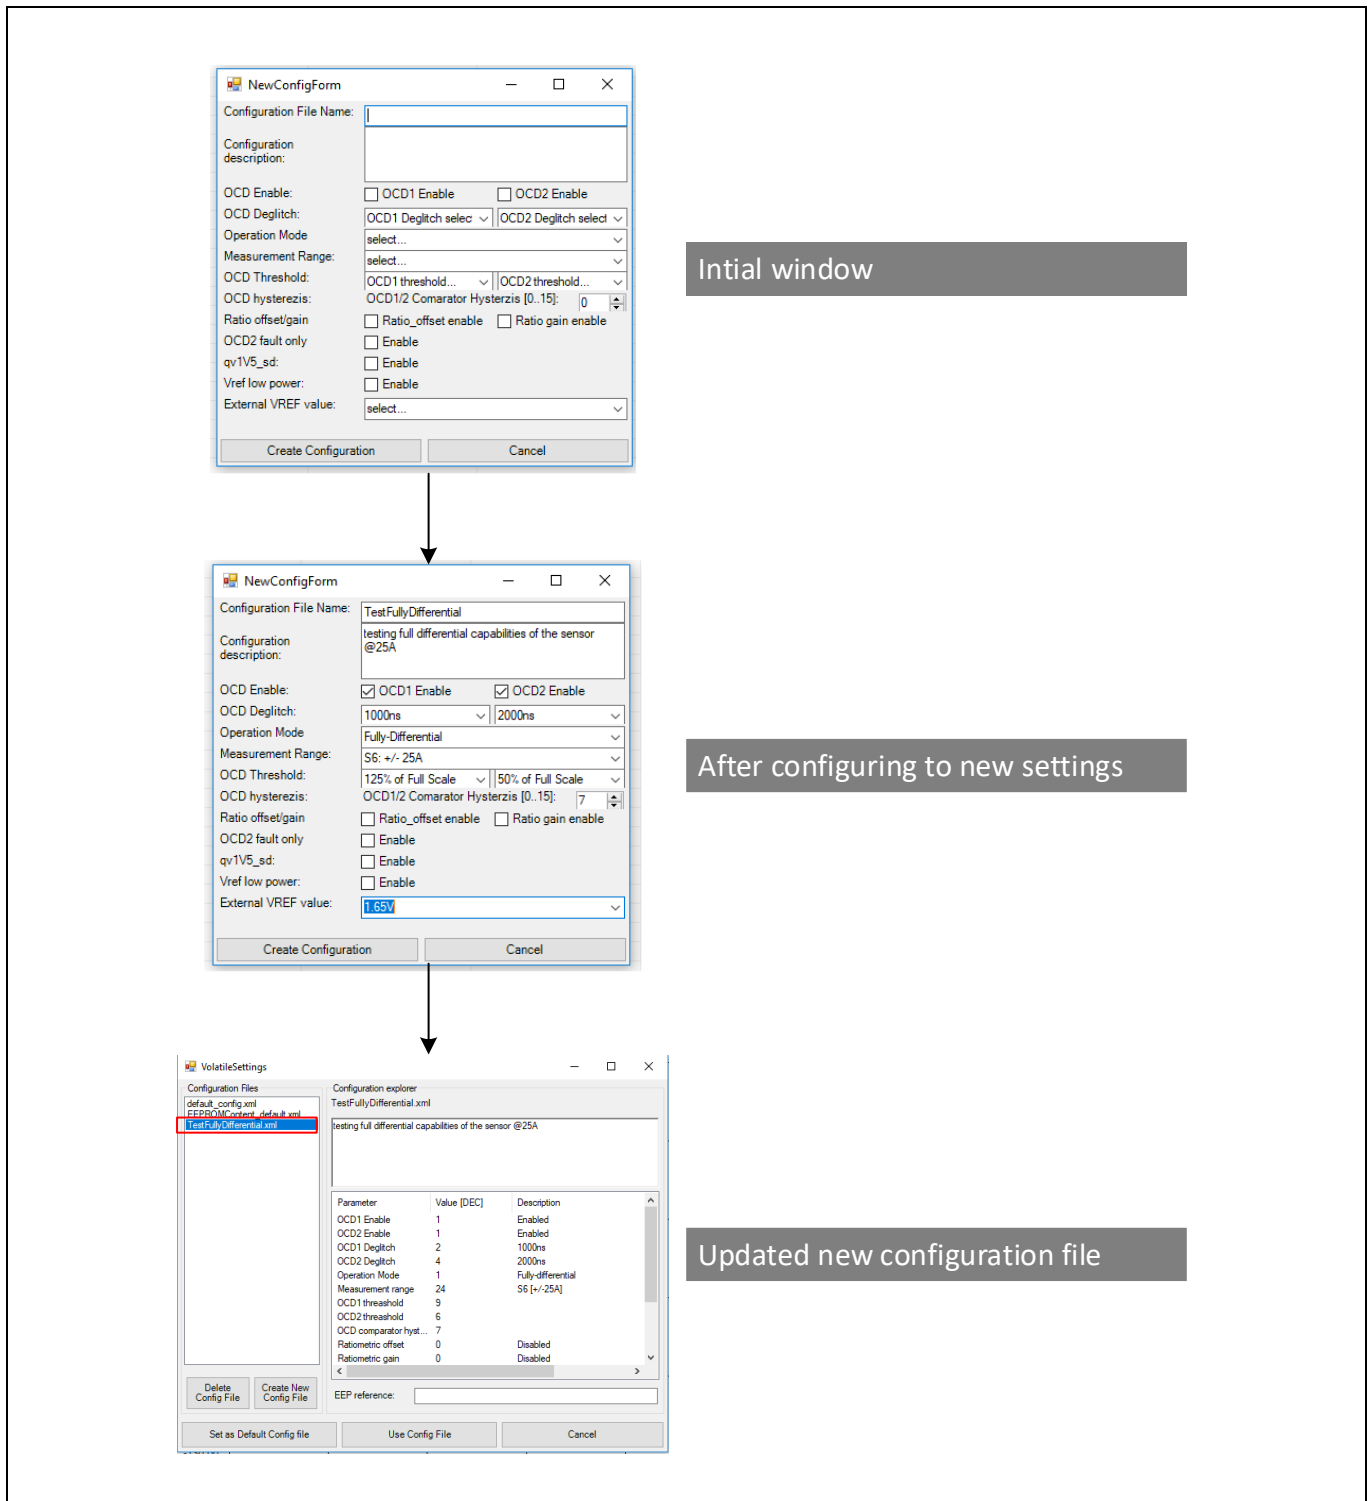 NewConfigForm
Configuration File Name:
Configuration
description:
OCD Enable: OCD1 Enable OCD2 Enable
OCD Deglitch: OCD1 Deglitch selec OCD2 Deglitch select
Operation Mode select...
Measurement Range: select...
OCD Threshold: OCD1 threshold... OCD2 threshold...
OCD hysterezis: OCD1/2 Comarator Hysterzis [0..15]: 0
Ratio offset/gain Ratio_offset enable Ratio gain enable
OCD2 fault only Enable
qv1V5_sd: Enable
Vref low power: Enable
External VREF value: select...
Create Configuration Cancel
Intial window
NewConfigForm
Configuration File Name: TestFullyDifferential
Configuration
description:
testing full differential capabilities of the sensor
@25A
OCD Enable: OCD1 Enable OCD2 Enable
OCD Deglitch: 1000ns 2000ns
Operation Mode Fully-Differential
Measurement Range: S6: +/- 25A
OCD Threshold: 125% of Full Scale 50% of Full Scale
OCD hysterezis: OCD1/2 Comarator Hysterzis [0..15]: 7
Ratio offset/gain Ratio_offset enable Ratio gain enable
OCD2 fault only Enable
qv1V5_sd: Enable
Vref low power: Enable
External VREF value: 1.65V
Create Configuration Cancel
After configuring to new settings
VolatileSettings
Configuration Files
default_config.xml
EEPROMContent_default.xml
TestFullyDifferential.xml
Configuration explorer
TestFullyDifferential.xml
testing full differential capabilities of the sensor @25A
Parameter Value [DEC] Description
OCD1 Enable 1 Enabled
OCD2 Enable 1 Enabled
OCD1 Deglitch 2 1000ns
OCD2 Deglitch 4 2000ns
Operation Mode 1 Fully-differential
Measurement range 24 S6 [+/-25A]
OCD1 threashold 9
OCD2 threashold 6
OCD comparator hyst... 7
Ratiometric offset 0 Disabled
Ratiometric gain 0 Disabled
Delete
Config File
Create New
Config File
EEP reference:
Set as Default Config file Use Config File Cancel
Updated new configuration file